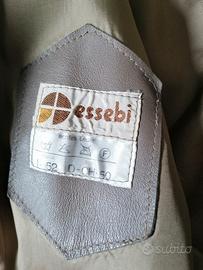 essebi
I-52 D-CH-50
F
subito